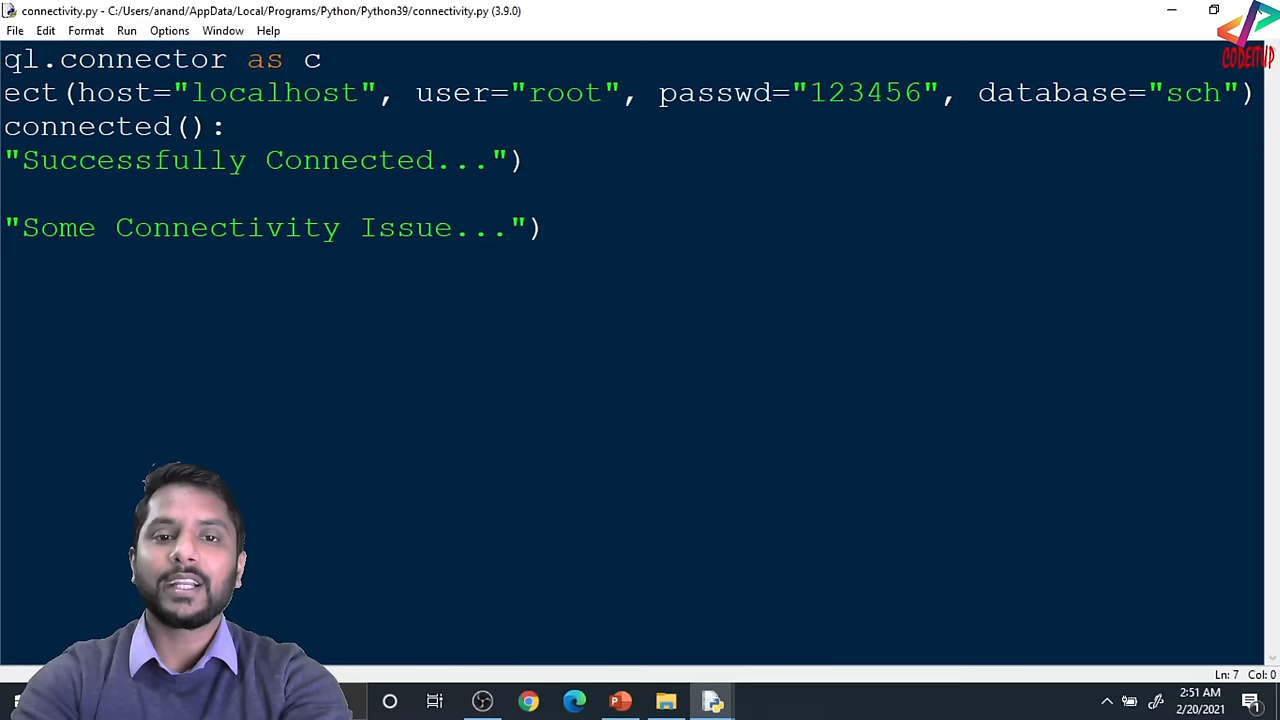 connectivity.py - C:/Users/anand/AppData/Local/Programs/Python/Python39/connectivity.py (3.9.0)
File Edit Format Run Options Window Help
CODEITUP
ql.connector as c
ect(host="localhost", user="root", passwd="123456", database="sch")
connected():
"Successfully Connected...")
"Some Connectivity Issue...")
Ln: 7 Col: 0
2:51 AM
2/20/2021